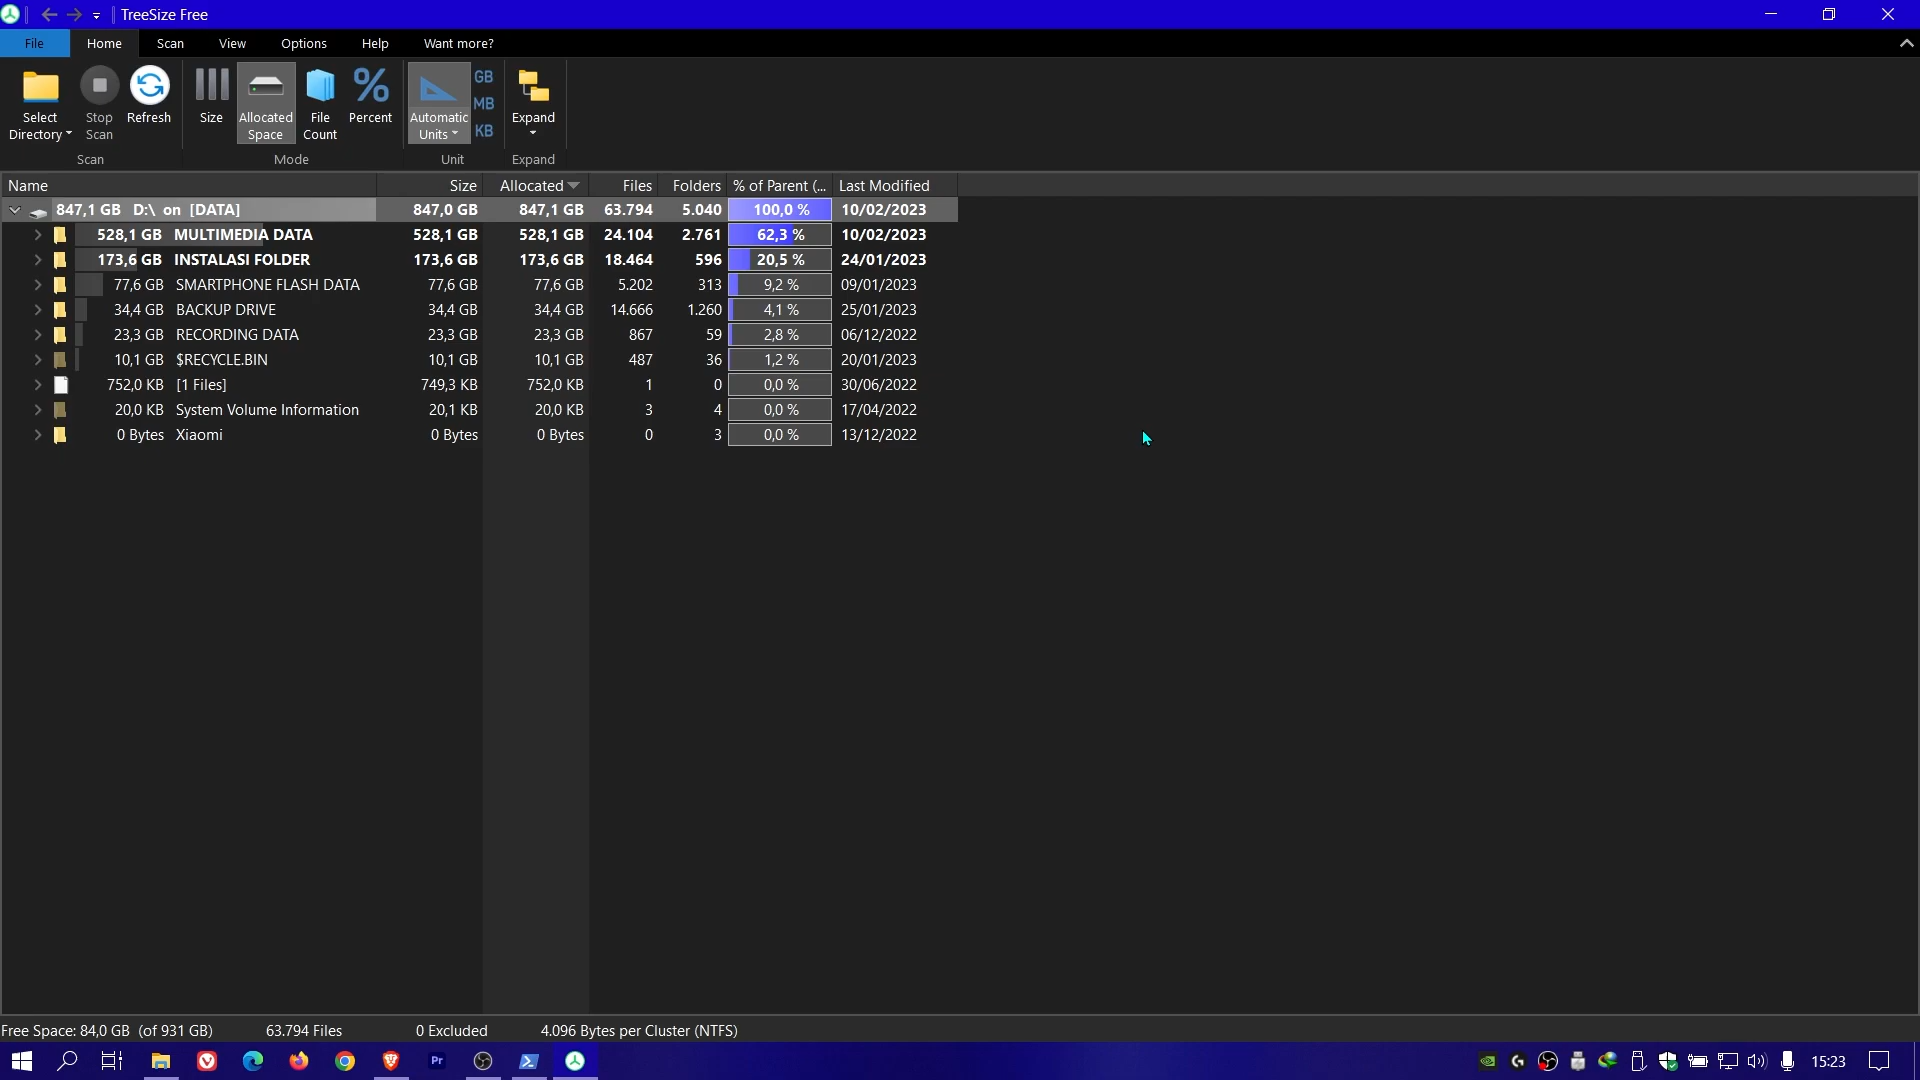 TreeSize Free
File Home Scan View Options Help Want more?
Select Directory Stop Scan Refresh Size Allocated Space File Count Percent Automatic Units GB MB KB Expand
Scan Mode Unit Expand
Name Size Allocated Files Folders % of Parent (... Last Modified
847,1 GB D:\ on [DATA] 847,0 GB 847,1 GB 63.794 5.040 100,0 % 10/02/2023
528,1 GB MULTIMEDIA DATA 528,1 GB 528,1 GB 24.104 2.761 62,3 % 10/02/2023
173,6 GB INSTALASI FOLDER 173,6 GB 173,6 GB 18.464 596 20,5 % 24/01/2023
77,6 GB SMARTPHONE FLASH DATA 77,6 GB 77,6 GB 5.202 313 9,2 % 09/01/2023
34,4 GB BACKUP DRIVE 34,4 GB 34,4 GB 14.666 1.260 4,1 % 25/01/2023
23,3 GB RECORDING DATA 23,3 GB 23,3 GB 867 59 2,8 % 06/12/2022
10,1 GB $RECYCLE.BIN 10,1 GB 10,1 GB 487 36 1,2 % 20/01/2023
752,0 KB [1 Files] 749,3 KB 752,0 KB 1 0 0,0 % 30/06/2022
20,0 KB System Volume Information 20,1 KB 20,0 KB 3 4 0,0 % 17/04/2022
0 Bytes Xiaomi 0 Bytes 0 Bytes 0 3 0,0 % 13/12/2022
Free Space: 84,0 GB (of 931 GB) 63.794 Files 0 Excluded 4.096 Bytes per Cluster (NTFS)
Pr 15:23